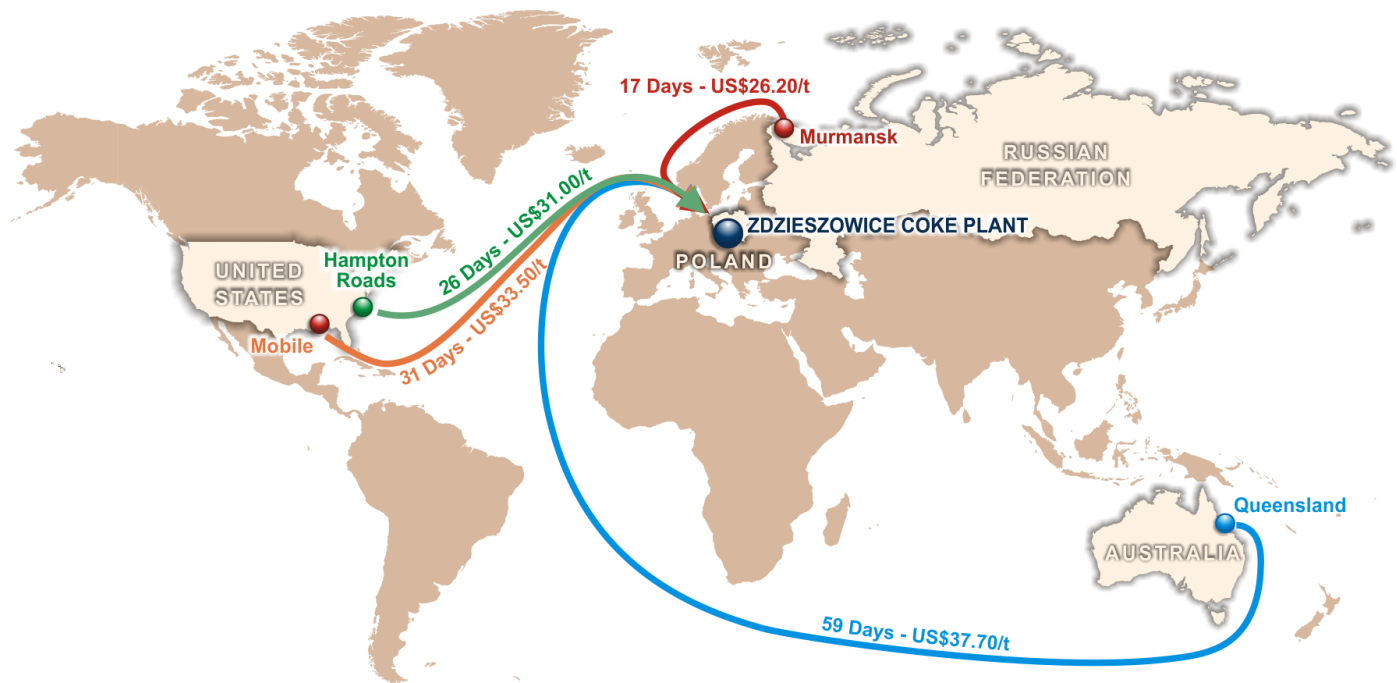 17 Days - US$26.20/t
Murmansk
RUSSIAN
FEDERATION
26 Days - US$31.00/t
ZDZIESZOWICE COKE PLANT
POLAND
UNITED
STATES
Hampton
Roads
Mobile
31 Days - US$33.50/t
Queensland
AUSTRALIA
59 Days - US$37.70/t